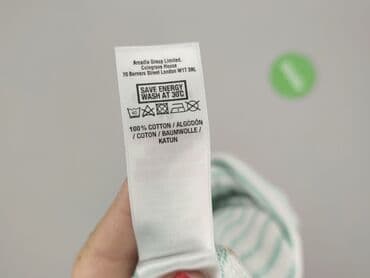 Arcadia Group Limited.
Colegrave House
70 Berners Street London W1T 3NL
SAVE ENERGY
WASH AT 30°C
100% COTTON / ALGODÓN
/ COTON / BAUMWOLLE /
KATUN